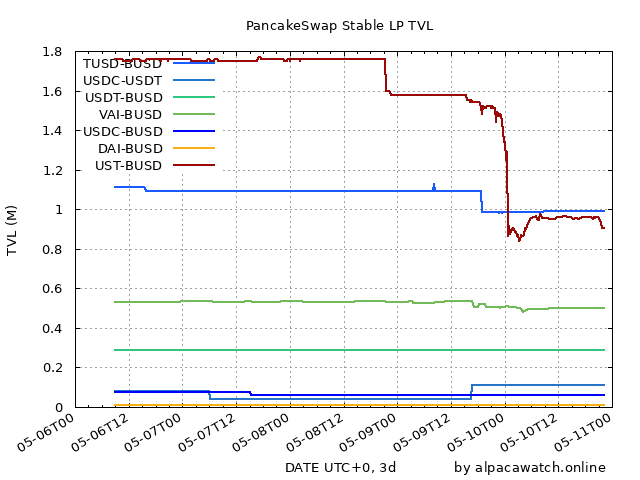 PancakeSwap Stable LP TVL
TVL (M)
1.8
1.6
1.4
1.2
1
0.8
0.6
0.4
0.2
0
TUSD-BUSD
USDC-USDT
USDT-BUSD
VAI-BUSD
USDC-BUSD
DAI-BUSD
UST-BUSD
05-06T00
05-06T12
05-07T00
05-07T12
05-08T00
05-08T12
05-09T00
05-09T12
05-10T00
05-10T12
05-11T00
DATE UTC+0, 3d
by alpacawatch.online